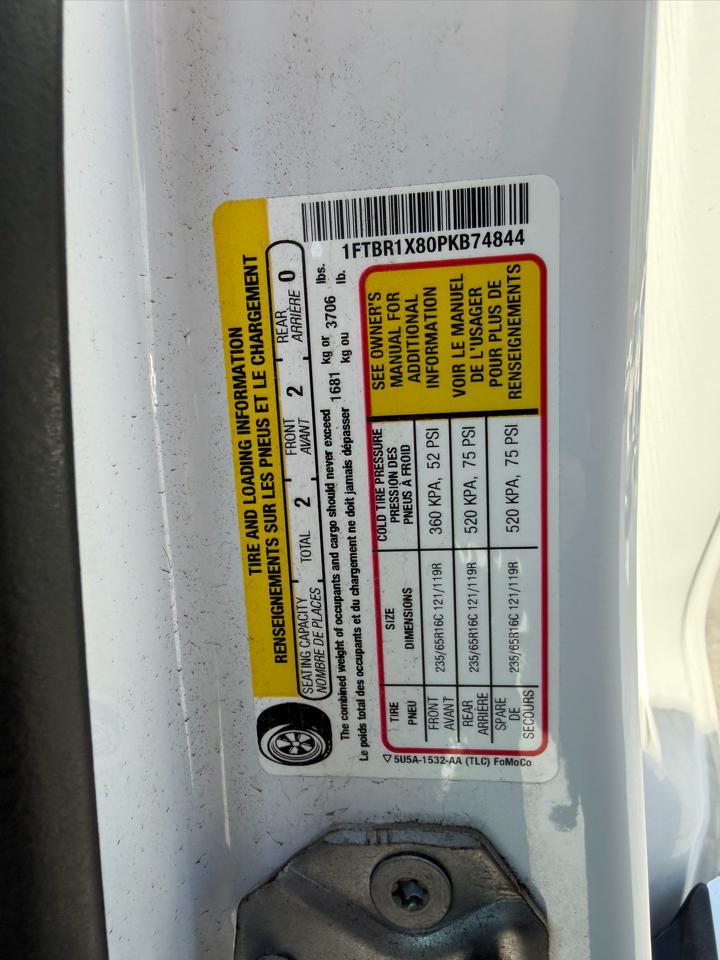 TIRE AND LOADING INFORMATION
RENSEIGNEMENTS SUR LES PNEUS ET LE CHARGEMENT
SEATING CAPACITY TOTAL 2 FRONT 2 REAR 0
NOMBRE DE PLACES AVANT ARRIÈRE
The combined weight of occupants and cargo should never exceed 1681 kg or 3706 lbs.
Le poids total des occupants et du chargement ne doit jamais dépasser kg ou lb.
1FTBR1X80PKB74844
TIRE SIZE COLD TIRE PRESSURE
PNEU DIMENSIONS PRESSION DES
PNEUS À FROID
FRONT 235/65R16C 121/119R 360 KPA, 52 PSI
AVANT
REAR 235/65R16C 121/119R 520 KPA, 75 PSI
ARRIÈRE
SPARE 235/65R16C 121/119R 520 KPA, 75 PSI
DE
SECOURS
SEE OWNER'S
MANUAL FOR
ADDITIONAL
INFORMATION
VOIR LE MANUEL
DE L'USAGER
POUR PLUS DE
RENSEIGNEMENTS
5U5A-1532-AA (TLC) FoMoCo